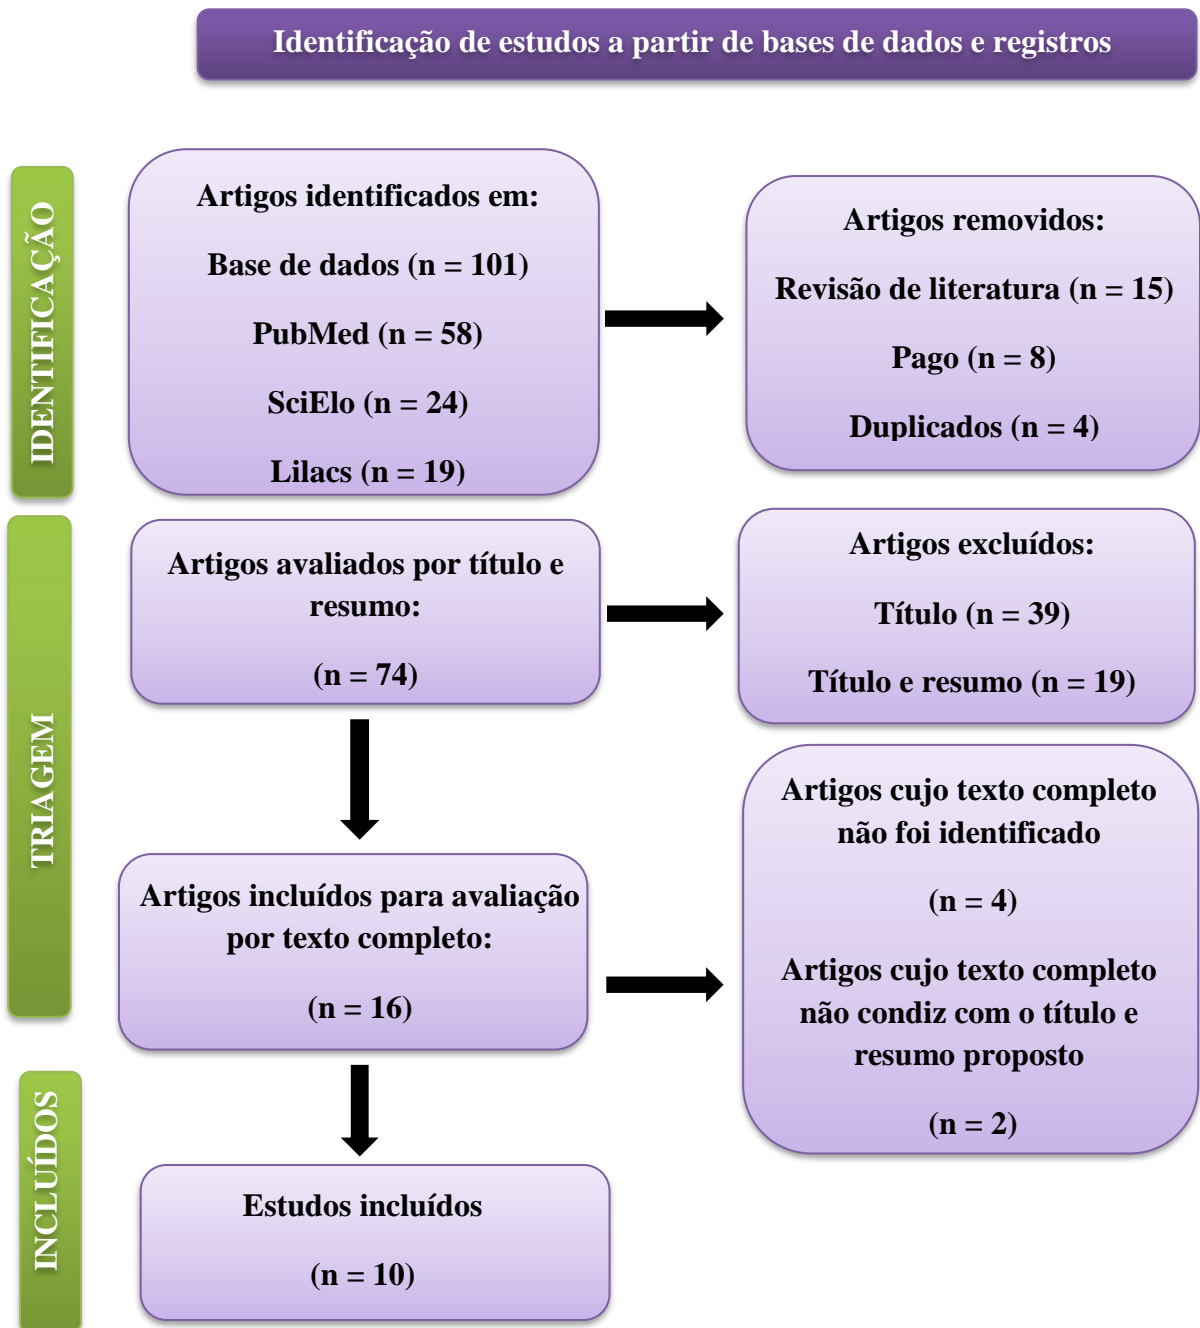 Identificação de estudos a partir de bases de dados e registros
IDENTIFICAÇÃO
Artigos identificados em:
Base de dados (n = 101)
PubMed (n = 58)
SciElo (n = 24)
Lilacs (n = 19)
Artigos removidos:
Revisão de literatura (n = 15)
Pago (n = 8)
Duplicados (n = 4)
TRIAGEM
Artigos avaliados por título e
resumo:
(n = 74)
Artigos excluídos:
Título (n = 39)
Título e resumo (n = 19)
Artigos incluídos para avaliação
por texto completo:
(n = 16)
Artigos cujo texto completo
não foi identificado
(n = 4)
Artigos cujo texto completo
não condiz com o título e
resumo proposto
(n = 2)
INCLUÍDOS
Estudos incluídos
(n = 10)